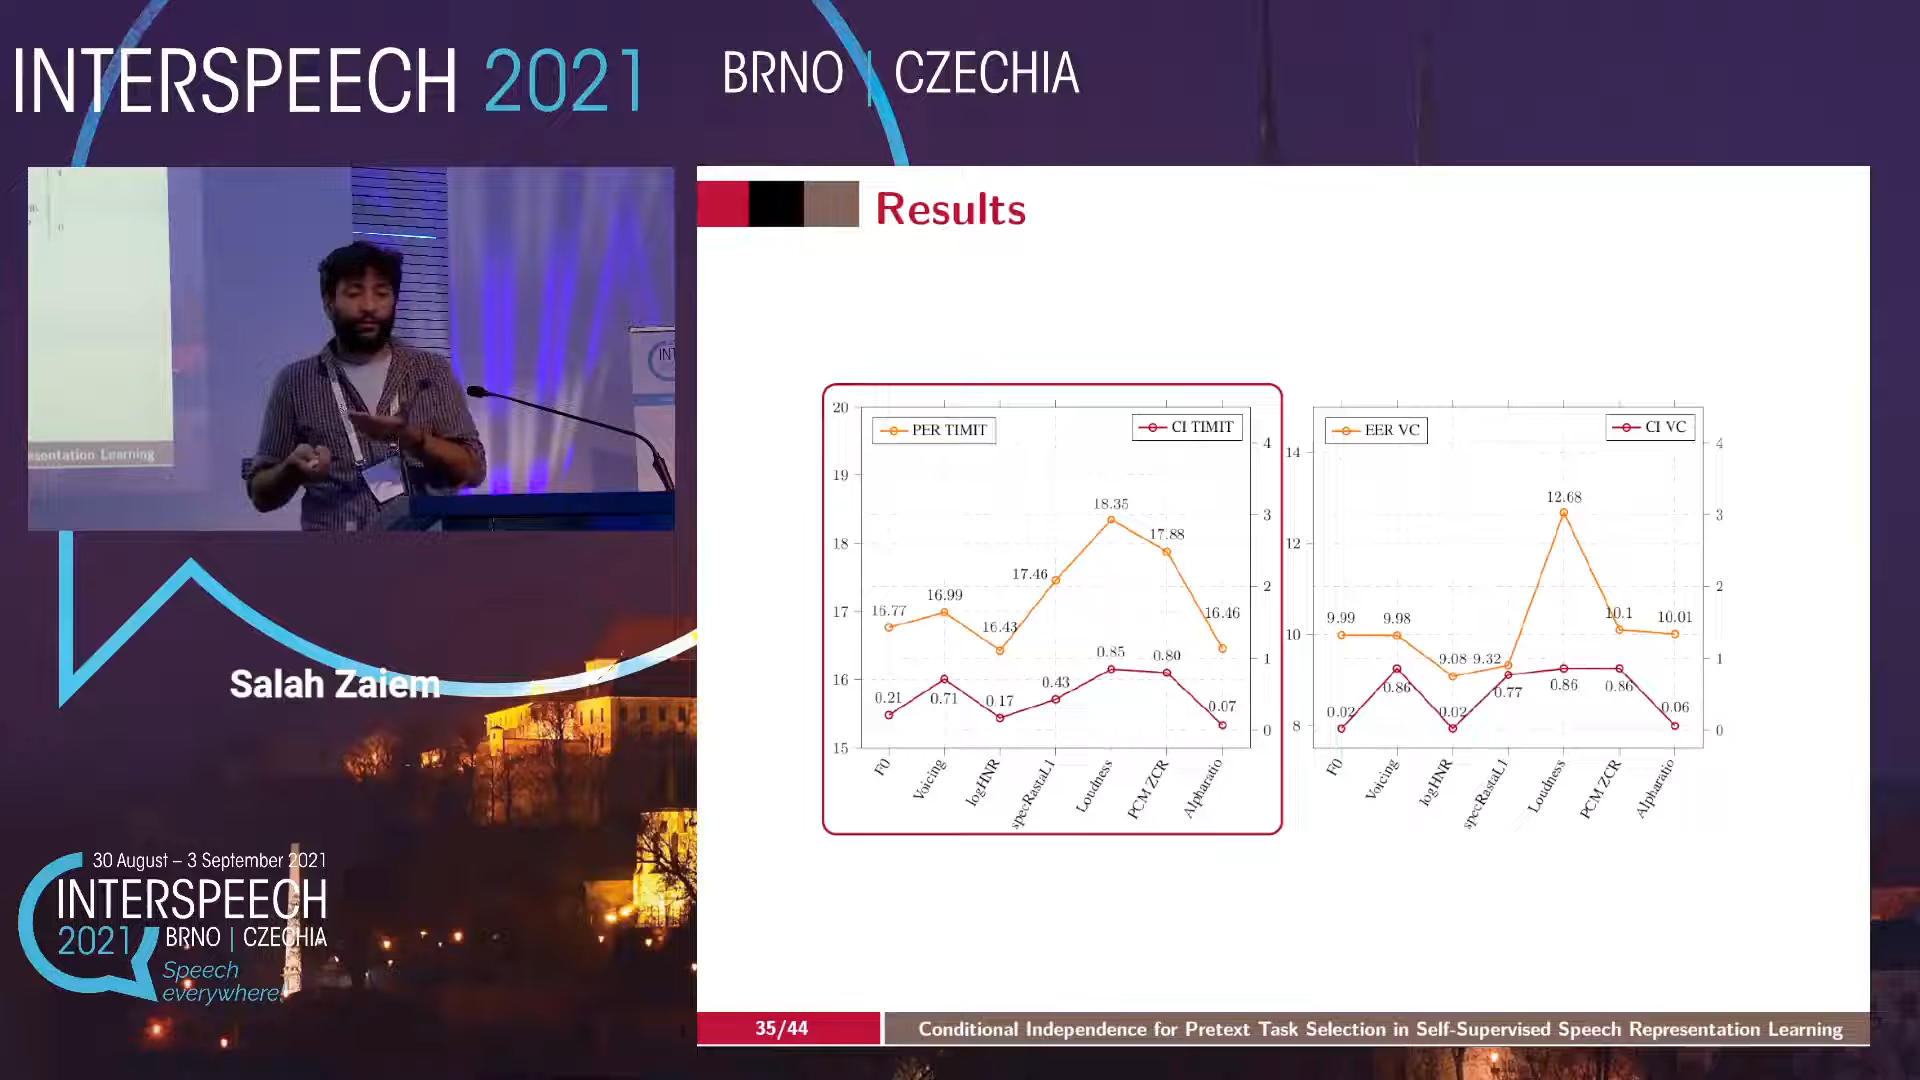 INTERSPEECH 2021
BRNO | CZECHIA
INT
esentation Learning
Salah Zaiem
30 August – 3 September 2021
INTERSPEECH
2021 BRNO | CZECHIA
Speech
everywhere!
Results
PER TIMIT
CI TIMIT
20
19
18
17
16
15
4
3
2
1
0
16.77
16.99
16.43
17.46
18.35
17.88
16.46
0.21
0.71
0.17
0.43
0.85
0.80
0.07
F0
Voicing
logHNR
specRastaL1
Loudness
PCM ZCR
Alpharatio
EER VC
CI VC
14
12
10
8
4
3
2
1
0
9.99
9.98
9.08
9.32
12.68
10.1
10.01
0.02
0.86
0.02
0.77
0.86
0.86
0.06
F0
Voicing
logHNR
specRastaL1
Loudness
PCM ZCR
Alpharatio
35/44
Conditional Independence for Pretext Task Selection in Self-Supervised Speech Representation Learning